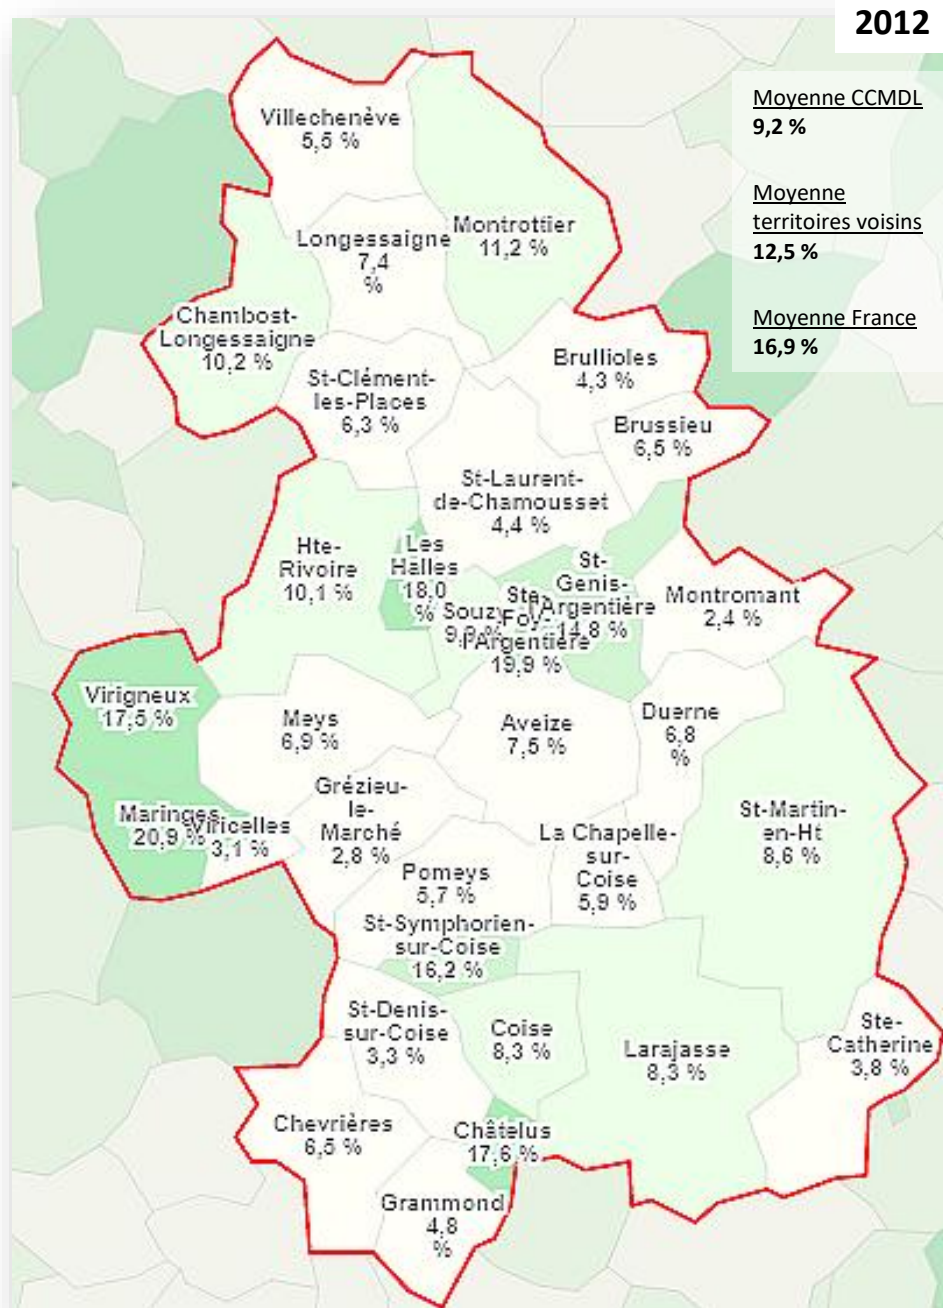 2012
Moyenne CCMDL
9,2 %
Moyenne
territoires voisins
12,5 %
Moyenne France
16,9 %
Villechenève
5,5 %
Longessaigne
7,4
%
Montrottier
11,2 %
Chambost-
Longessaigne
10,2 %
St-Clément-
les-Places
6,3 %
Brullioles
4,3 %
Brussieu
6,5 %
St-Laurent-
de-Chamousset
4,4 %
Hte-
Rivoire
10,1 %
Les
Halles
18,0
%
Souzy
9,9 %
Ste-
Foy-
l'Argentière
19,9 %
St-
Genis-
l'Argentière
14,8 %
Montromant
2,4 %
Virigneux
17,5 %
Meys
6,9 %
Aveize
7,5 %
Duerne
6,8
%
Maringes
20,9 %
Viricelles
3,1 %
Grézieu-
le-
Marché
2,8 %
La Chapelle-
sur-
Coise
5,9 %
St-Martin-
en-Ht
8,6 %
Pomeys
5,7 %
St-Symphorien-
sur-Coise
16,2 %
St-Denis-
sur-Coise
3,3 %
Coise
8,3 %
Larajasse
8,3 %
Ste-
Catherine
3,8 %
Chevrières
6,5 %
Châtelus
17,6 %
Grammond
4,8
%